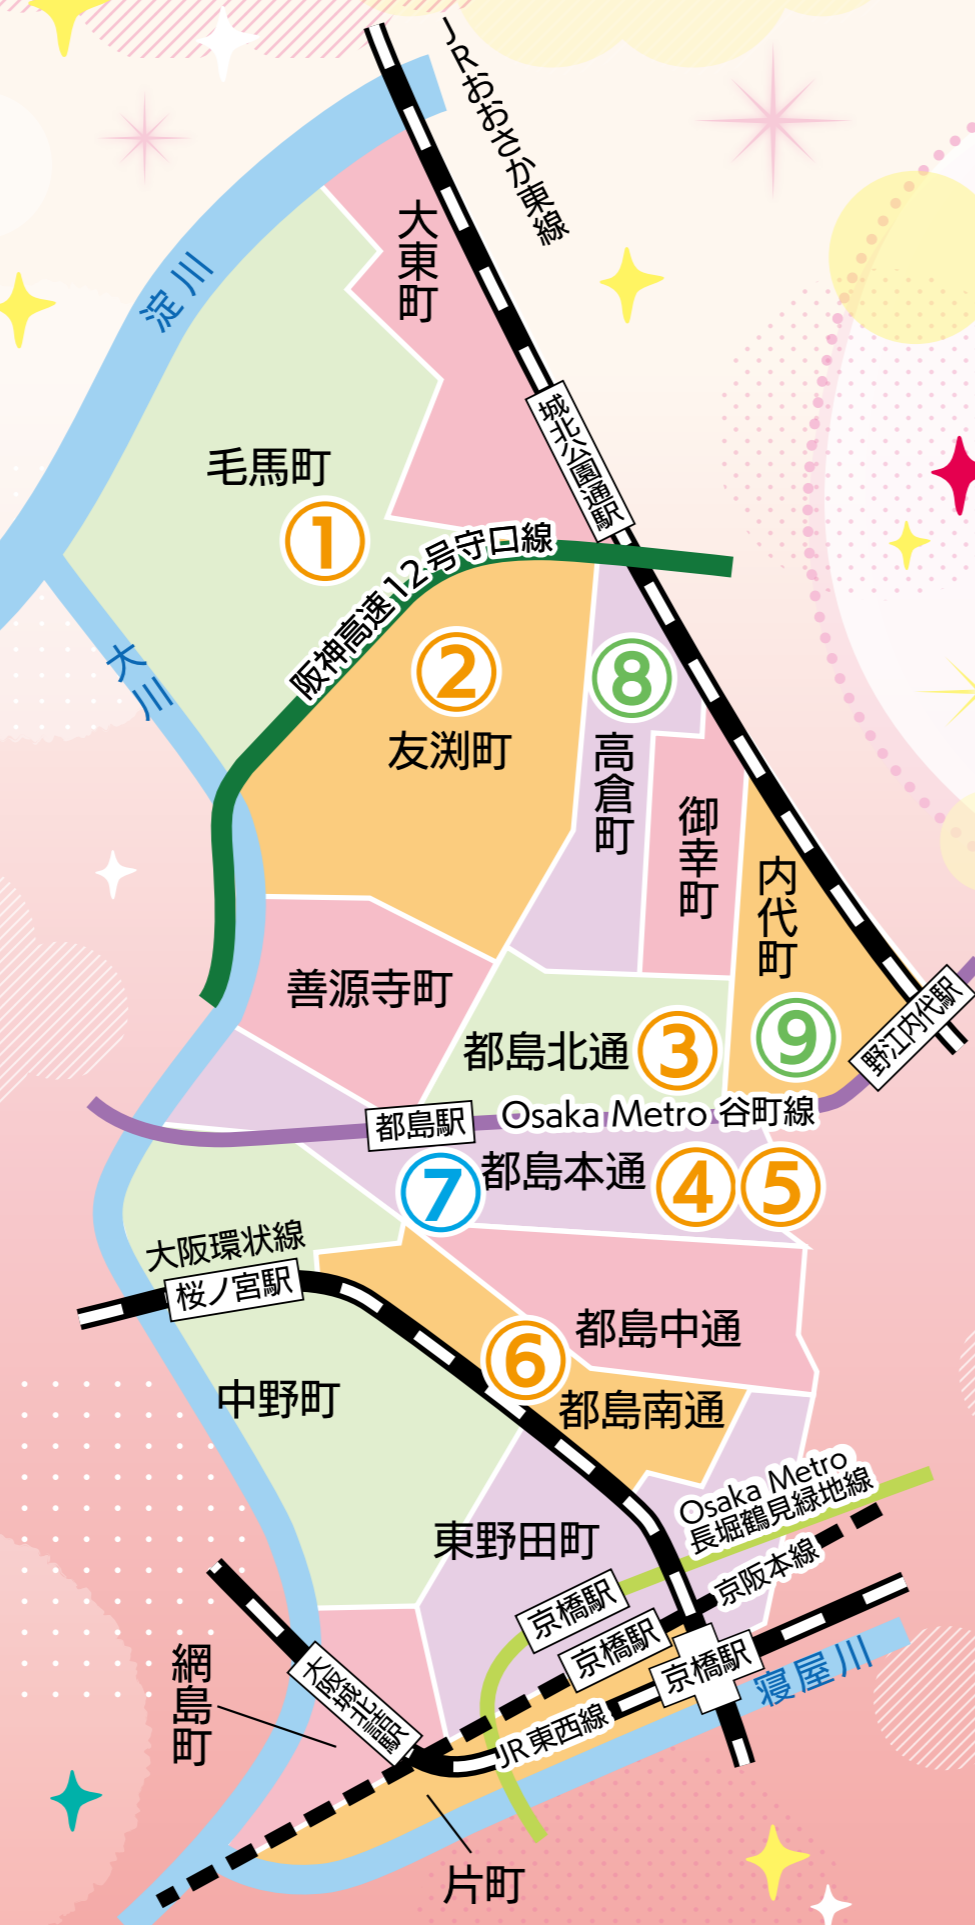 JRおおさか東線
淀川
大東町
城北公園通駅
毛馬町
①
阪神高速12号守口線
大川
②
友渕町
⑧
高倉町
御幸町
内代町
善源寺町
都島北通
③
⑨
野江内代駅
都島駅
Osaka Metro 谷町線
⑦
都島本通
④
⑤
大阪環状線
桜ノ宮駅
都島中通
⑥
中野町
都島南通
Osaka Metro
長堀鶴見緑地線
東野田町
京阪本線
京橋駅
京橋駅
京橋駅
寝屋川
網島町
大阪城北詰駅
JR東西線
片町